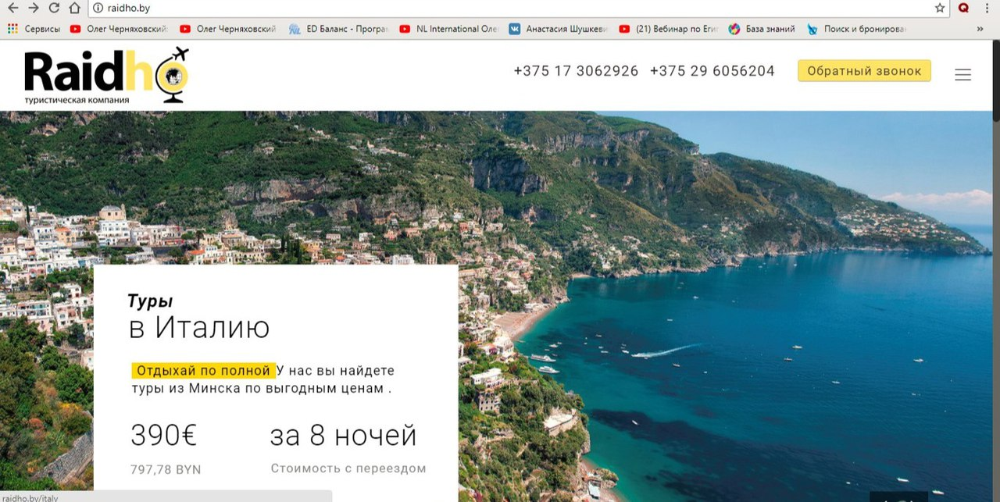 raidho.by
Сервисы Олег Черняховский: Олег Черняховский ED Баланс - Програм NL International Оле Анастасия Шушкеви (21) Вебинар по Еги База знаний Поиск и бронирован »
Raidho
туристическая компания
+375 17 3062926 +375 29 6056204 Обратный звонок
Туры
в Италию
Отдыхай по полной У нас вы найдете
туры из Минска по выгодным ценам .
390€ за 8 ночей
797,78 BYN Стоимость с переездом
raidho.by/italy